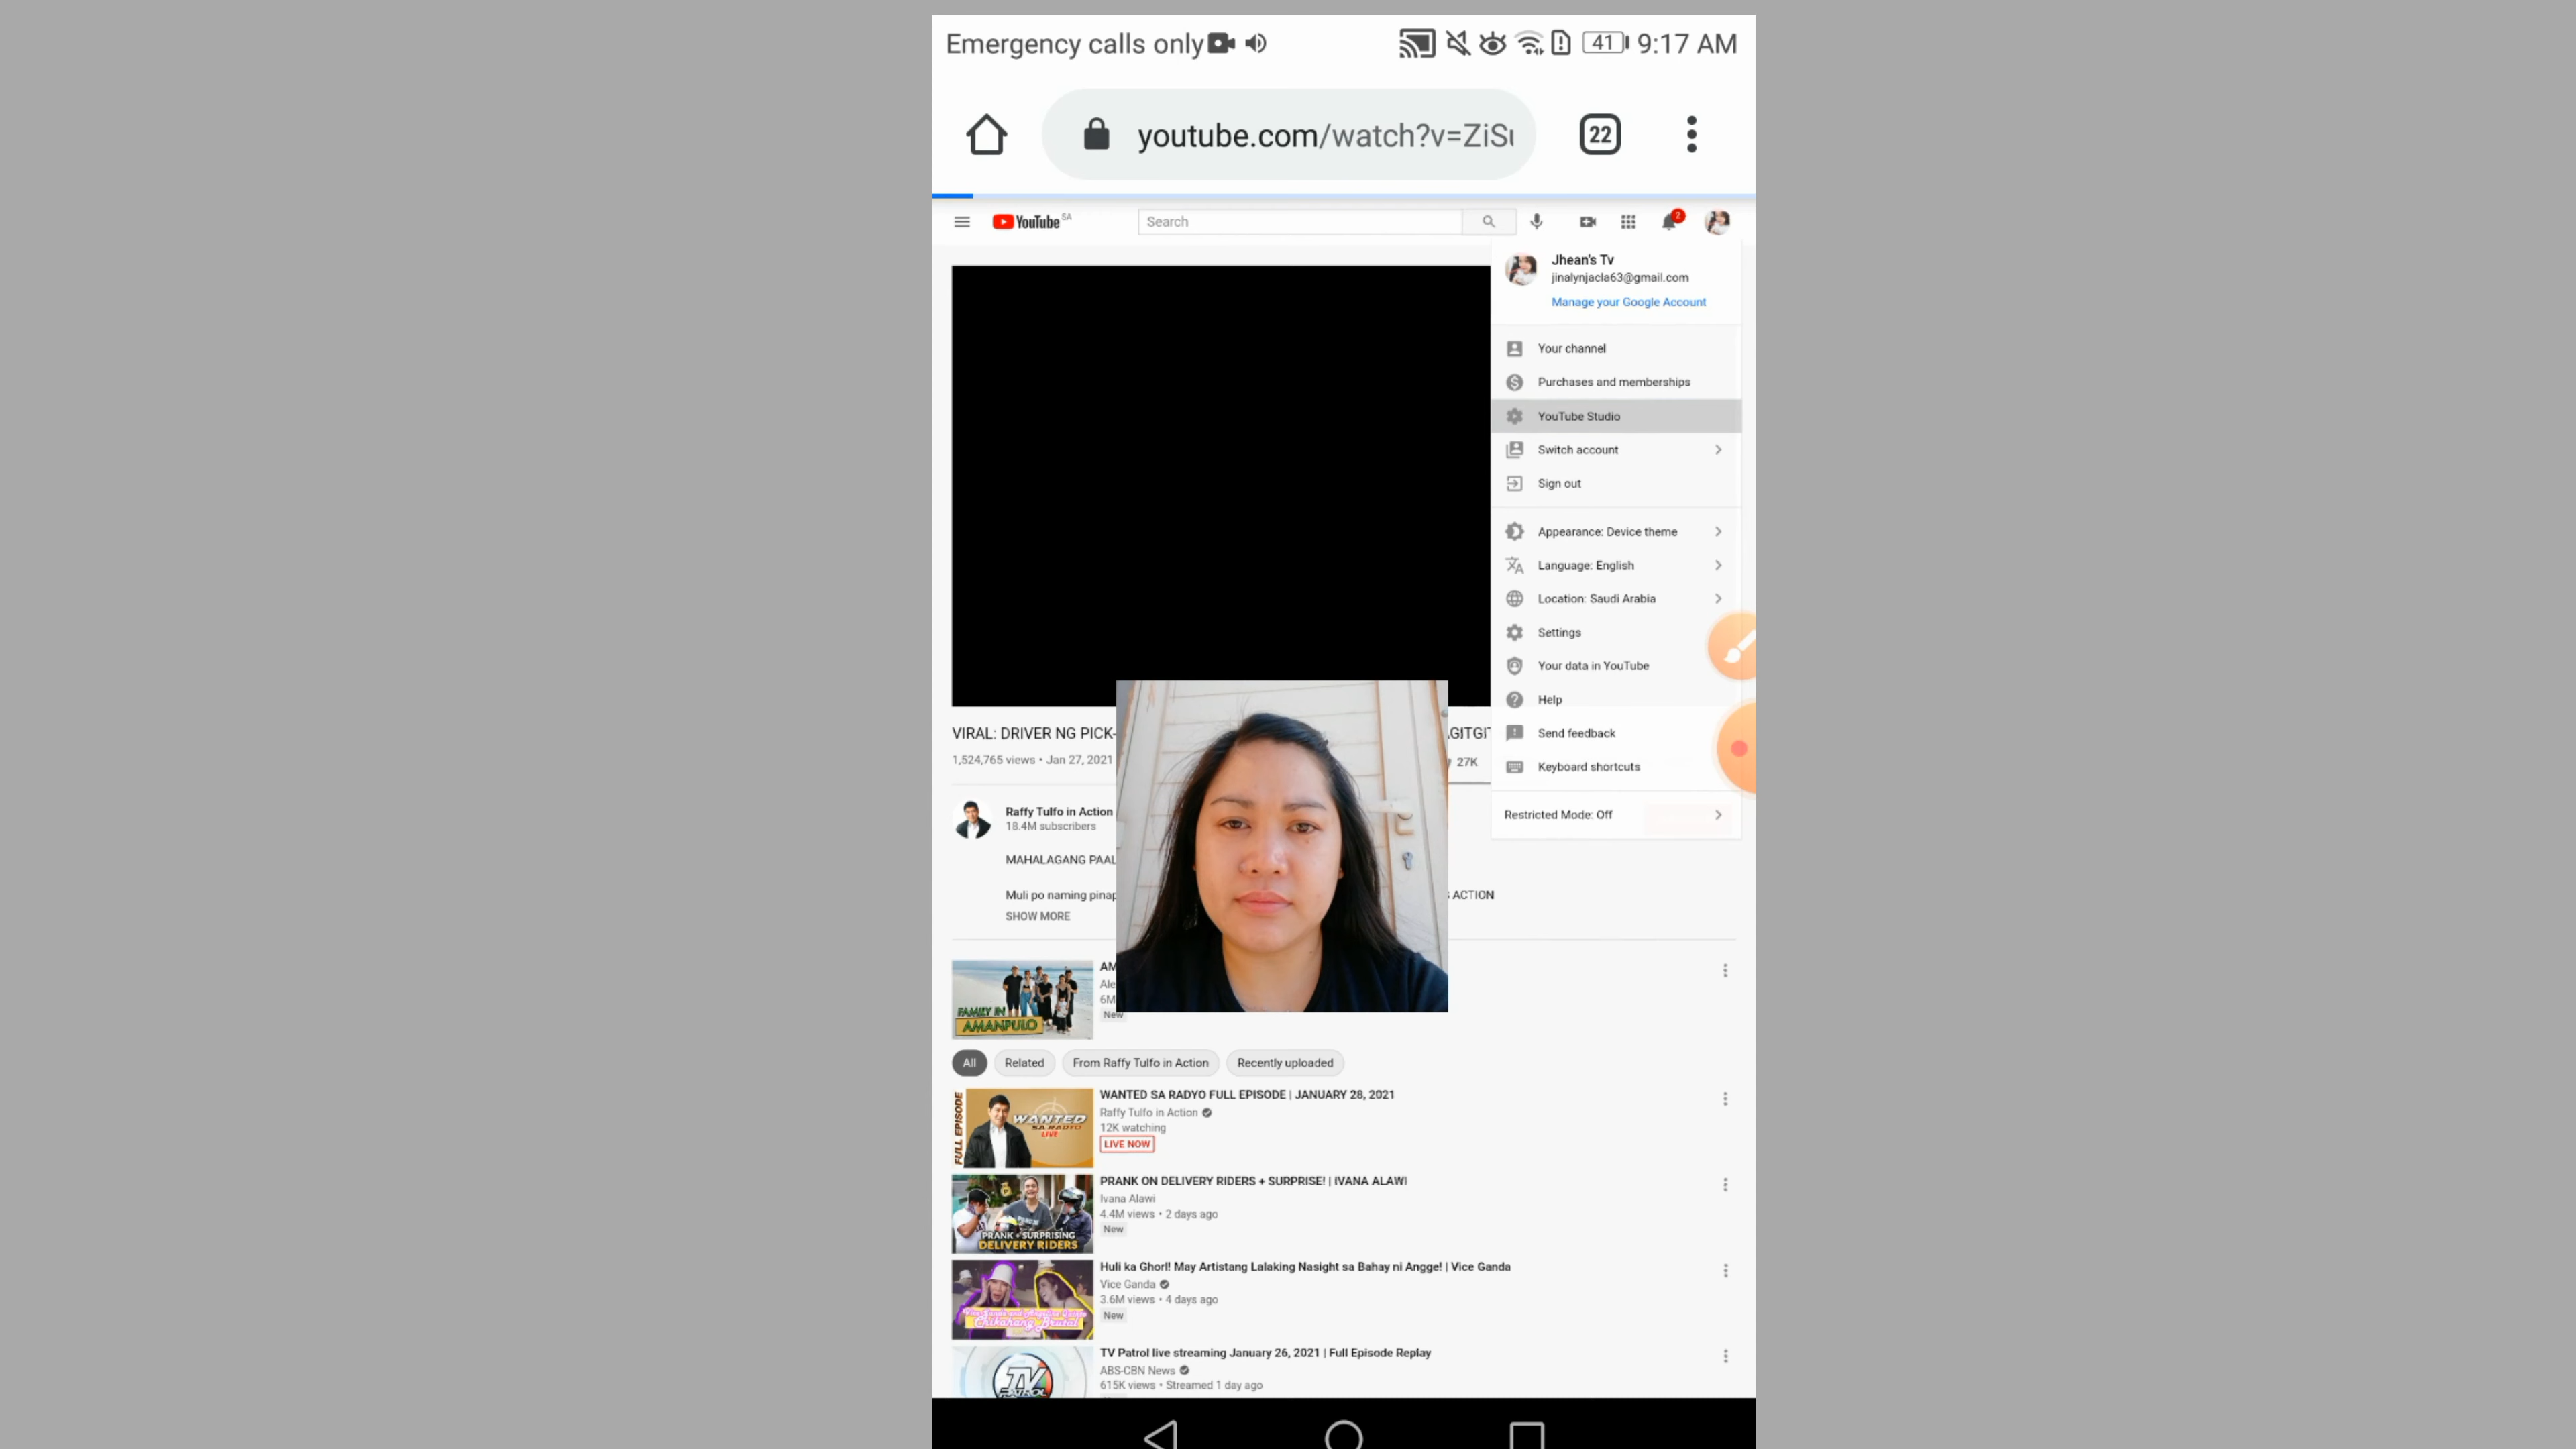 Emergency calls only
41 9:17 AM
youtube.com/watch?v=ZiS
22
YouTube SA
Search
2
Jhean's Tv
jinalynjacla63@gmail.com
Manage your Google Account
Your channel
Purchases and memberships
YouTube Studio
Switch account
Sign out
Appearance: Device theme
Language: English
Location: Saudi Arabia
Settings
Your data in YouTube
Help
Send feedback
Keyboard shortcuts
Restricted Mode: Off
VIRAL: DRIVER NG PICK-
1,524,765 views • Jan 27, 2021
27K
Raffy Tulfo in Action
18.4M subscribers
MAHALAGANG
Muli po naming
ACTION
SHOW MORE
FAMILY IN
AMANPULO
6M
New
All
Related
From Raffy Tulfo in Action
Recently uploaded
FULL EPISODE
WANTED
SA RADYO
LIVE
WANTED SA RADYO FULL EPISODE | JANUARY 28, 2021
Raffy Tulfo in Action
12K watching
LIVE NOW
PRANK + SURPRISING
DELIVERY RIDERS
PRANK ON DELIVERY RIDERS + SURPRISE! | IVANA ALAWI
Ivana Alawi
4.4M views • 2 days ago
New
Chikahang Brutal
Huli ka Ghorl! May Artistang Lalaking Nasight sa Bahay ni Angge! | Vice Ganda
Vice Ganda
3.6M views • 4 days ago
New
TV
TV Patrol live streaming January 26, 2021 | Full Episode Replay
ABS-CBN News
615K views • Streamed 1 day ago